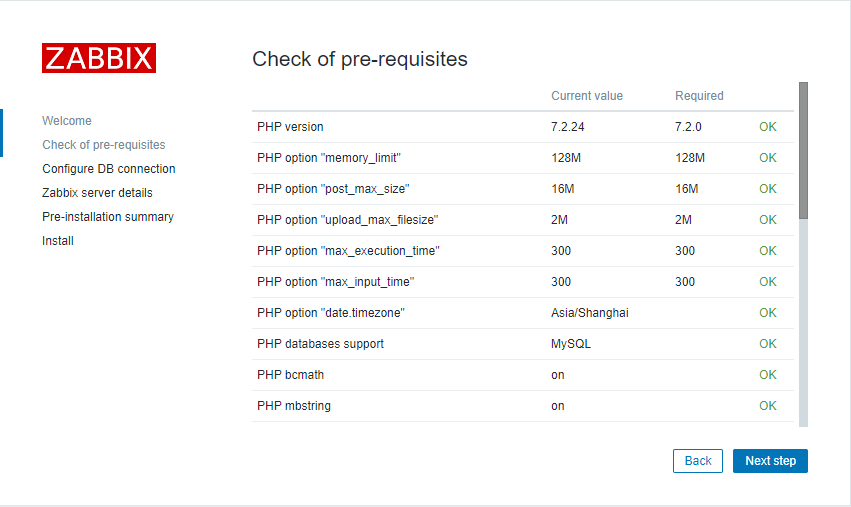 ZABBIX
Welcome
Check of pre-requisites
Configure DB connection
Zabbix server details
Pre-installation summary
Install
Check of pre-requisites
Current value Required
PHP version 7.2.24 7.2.0 OK
PHP option "memory_limit" 128M 128M OK
PHP option "post_max_size" 16M 16M OK
PHP option "upload_max_filesize" 2M 2M OK
PHP option "max_execution_time" 300 300 OK
PHP option "max_input_time" 300 300 OK
PHP option "date.timezone" Asia/Shanghai OK
PHP databases support MySQL OK
PHP bcmath on OK
PHP mbstring on OK
Back Next step